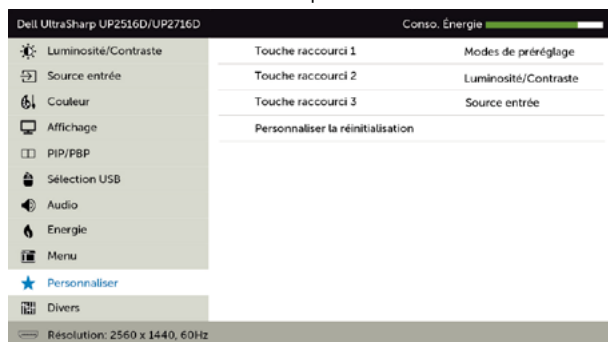 Dell UltraSharp UP2516D/UP2716D Conso. Énergie
Luminosité/Contraste
Source entrée
Couleur
Affichage
PIP/PBP
Sélection USB
Audio
Energie
Menu
Personnaliser
Divers
Touche raccourci 1 Modes de préréglage
Touche raccourci 2 Luminosité/Contraste
Touche raccourci 3 Source entrée
Personnaliser la réinitialisation
Résolution: 2560 x 1440, 60Hz